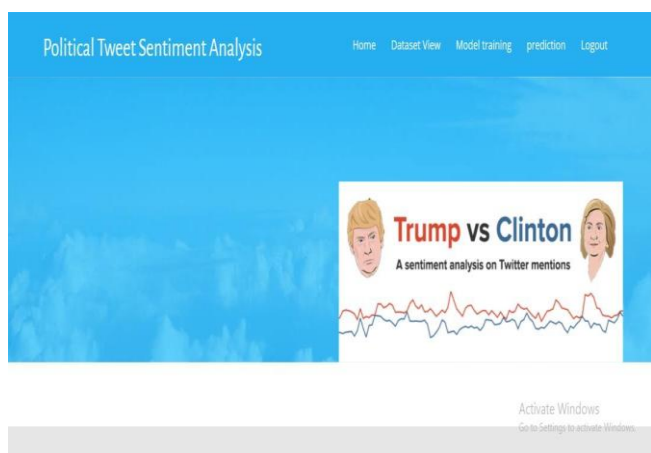 Political Tweet Sentiment Analysis
Home Dataset View Model training prediction Logout
Trump vs Clinton
A sentiment analysis on Twitter mentions
Activate Windows
Go to Settings to activate Windows.